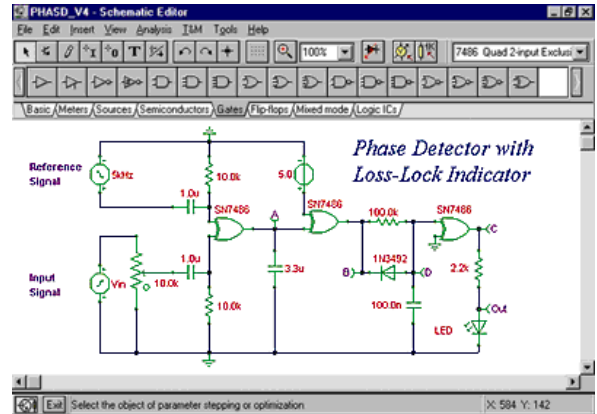 PHASD_V4 - Schematic Editor
File Edit Insert View Analysis T&M Tools Help
100% 7486 Quad 2-input Exclusi
Basic Meters Sources Semiconductors Gates Flip-flops Mixed mode Logic ICs
Phase Detector with
Loss-Lock Indicator
Reference
Signal
5kHz
10.0k
5.0
1.0u
SN7486
SN7486
100.0k
SN7486
A
C
1.0u
1N3492
B
D
2.2k
Input
Signal
Vin
10.0k
3.3u
10.0k
100.0n
Out
LED
Exit Select the object of parameter stepping or optimization X: 584 Y: 142